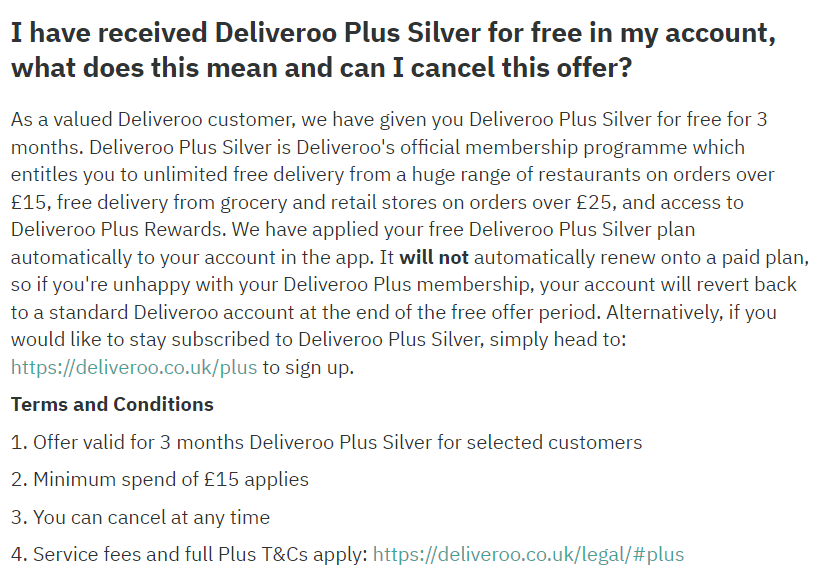 I have received Deliveroo Plus Silver for free in my account,
what does this mean and can I cancel this offer?
As a valued Deliveroo customer, we have given you Deliveroo Plus Silver for free for 3
months. Deliveroo Plus Silver is Deliveroo's official membership programme which
entitles you to unlimited free delivery from a huge range of restaurants on orders over
£15, free delivery from grocery and retail stores on orders over £25, and access to
Deliveroo Plus Rewards. We have applied your free Deliveroo Plus Silver plan
automatically to your account in the app. It will not automatically renew onto a paid plan,
so if you're unhappy with your Deliveroo Plus membership, your account will revert back
to a standard Deliveroo account at the end of the free offer period. Alternatively, if you
would like to stay subscribed to Deliveroo Plus Silver, simply head to:
https://deliveroo.co.uk/plus to sign up.
Terms and Conditions
1. Offer valid for 3 months Deliveroo Plus Silver for selected customers
2. Minimum spend of £15 applies
3. You can cancel at any time
4. Service fees and full Plus T&Cs apply: https://deliveroo.co.uk/legal/#plus